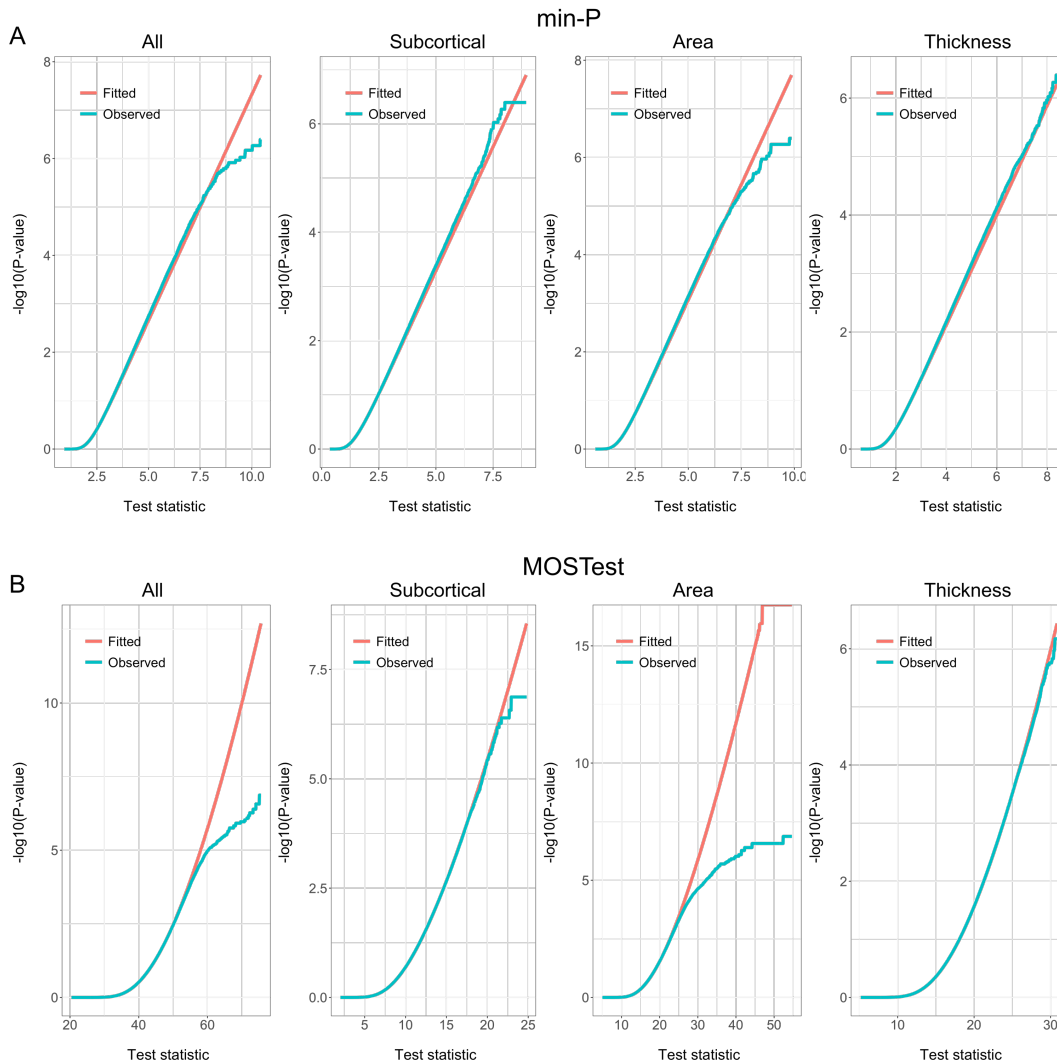 min-P
A
All
Subcortical
Area
Thickness
8
6
4
2
0
-log10(P-value)
Fitted
Observed
2.5 5.0 7.5 10.0
Test statistic
6
4
2
0
-log10(P-value)
Fitted
Observed
0.0 2.5 5.0 7.5
Test statistic
8
6
4
2
0
-log10(P-value)
Fitted
Observed
2.5 5.0 7.5 10.0
Test statistic
6
4
2
0
-log10(P-value)
Fitted
Observed
2 4 6 8
Test statistic
MOSTest
B
All
Subcortical
Area
Thickness
10
5
0
-log10(P-value)
Fitted
Observed
20 40 60
Test statistic
7.5
5.0
2.5
0.0
-log10(P-value)
Fitted
Observed
5 10 15 20 25
Test statistic
15
10
5
0
-log10(P-value)
Fitted
Observed
10 20 30 40 50
Test statistic
6
4
2
0
-log10(P-value)
Fitted
Observed
10 20 30
Test statistic